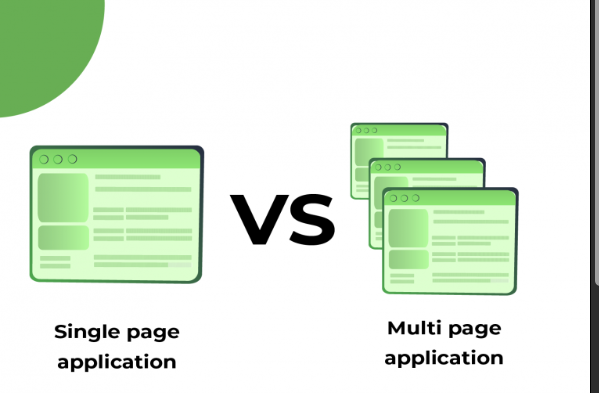 VS
Single page
application
Multi page
application